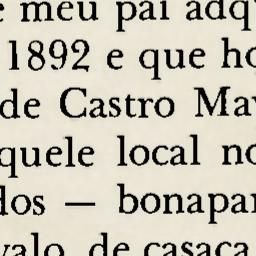 meu pai adq
1892 e que ho
de Castro Ma
quele local no
dos — bonapar
valo, de casaca